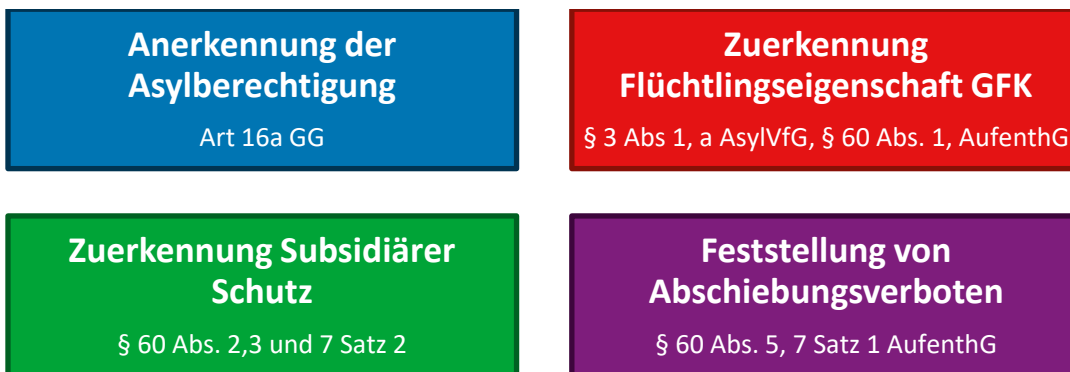 Anerkennung der
Asylberechtigung
Art 16a GG
Zuerkennung
Flüchtlingseigenschaft GFK
§ 3 Abs 1, a AsylVfG, § 60 Abs. 1, AufenthG
Zuerkennung Subsidiärer
Schutz
§ 60 Abs. 2,3 und 7 Satz 2
Feststellung von
Abschiebungsverboten
§ 60 Abs. 5, 7 Satz 1 AufenthG